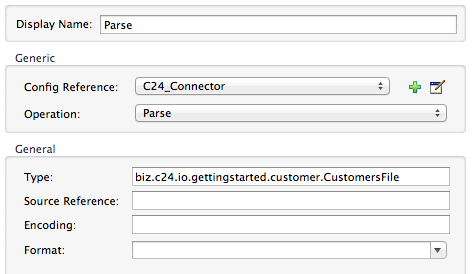 Display Name: Parse
Generic
Config Reference: C24_Connector
Operation: Parse
General
Type: biz.c24.io.gettingstarted.customer.CustomersFile
Source Reference:
Encoding:
Format: